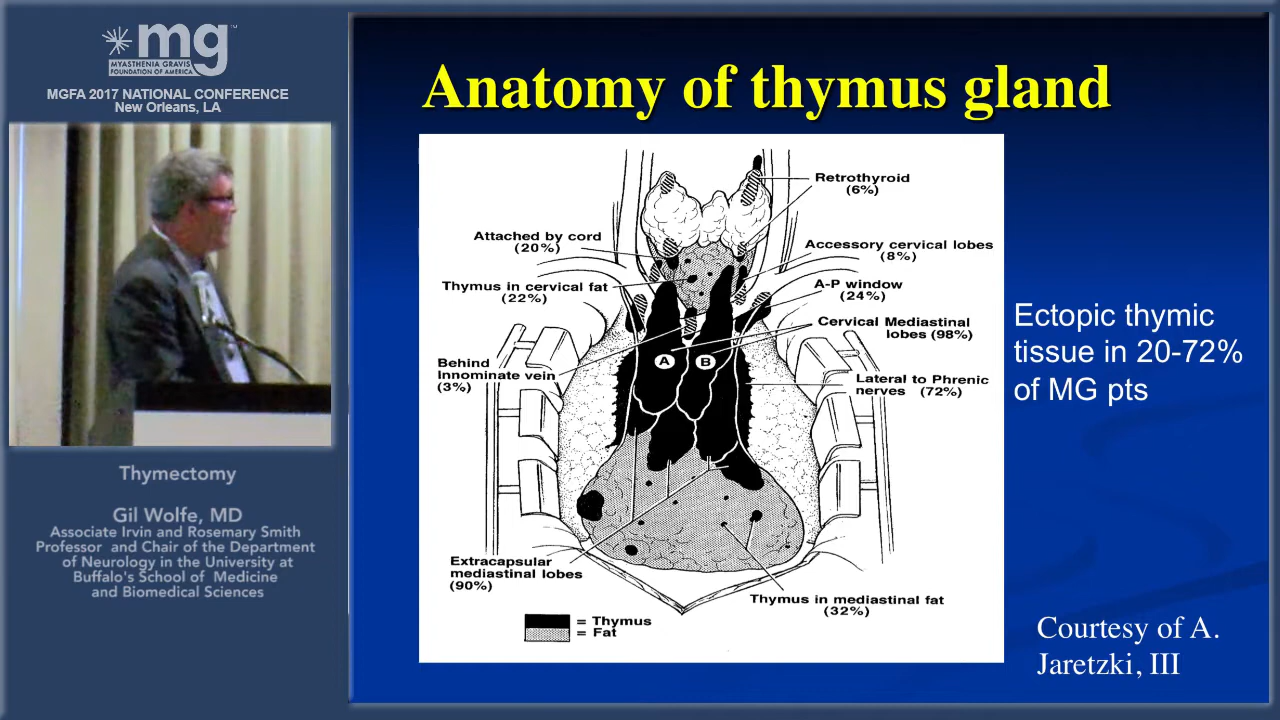 mg™
MYASTHENIA GRAVIS
FOUNDATION OF AMERICA
MGFA 2017 NATIONAL CONFERENCE
New Orleans, LA
Thymectomy
Gil Wolfe, MD
Associate Irvin and Rosemary Smith
Professor and Chair of the Department
of Neurology in the University at
Buffalo's School of Medicine
and Biomedical Sciences
Anatomy of thymus gland
Retrothyroid
(6%)
Attached by cord
(20%)
Accessory cervical lobes
(8%)
Thymus in cervical fat
(22%)
A-P window
(24%)
Cervical Mediastinal
lobes (98%)
A B
Behind
Innominate vein
(3%)
Lateral to Phrenic
nerves (72%)
Extracapsular
mediastinal lobes
(90%)
Thymus in mediastinal fat
(32%)
= Thymus
= Fat
Ectopic thymic
tissue in 20-72%
of MG pts
Courtesy of A.
Jaretzki, III